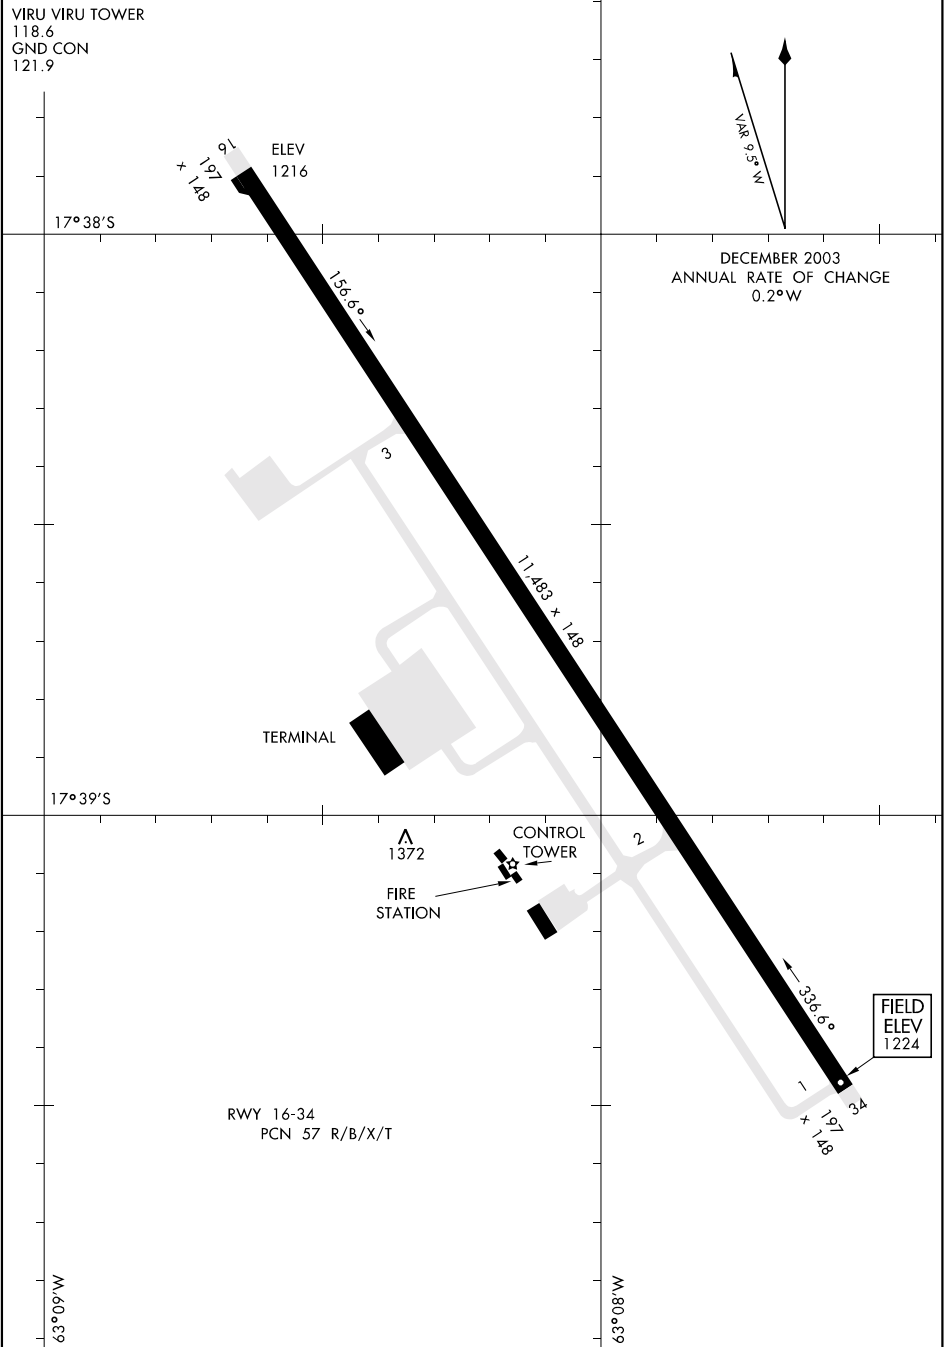 VIRU VIRU TOWER
118.6
GND CON
121.9
16
197
x 148
ELEV
1216
VAR 9.5° W
17°38'S
DECEMBER 2003
ANNUAL RATE OF CHANGE
0.2°W
156.6°
3
11,483 x 148
TERMINAL
17°39'S
1372
CONTROL
TOWER
2
FIRE
STATION
336.6°
FIELD
ELEV
1224
1
34
197
x 148
RWY 16-34
PCN 57 R/B/X/T
63°09'W
63°08'W